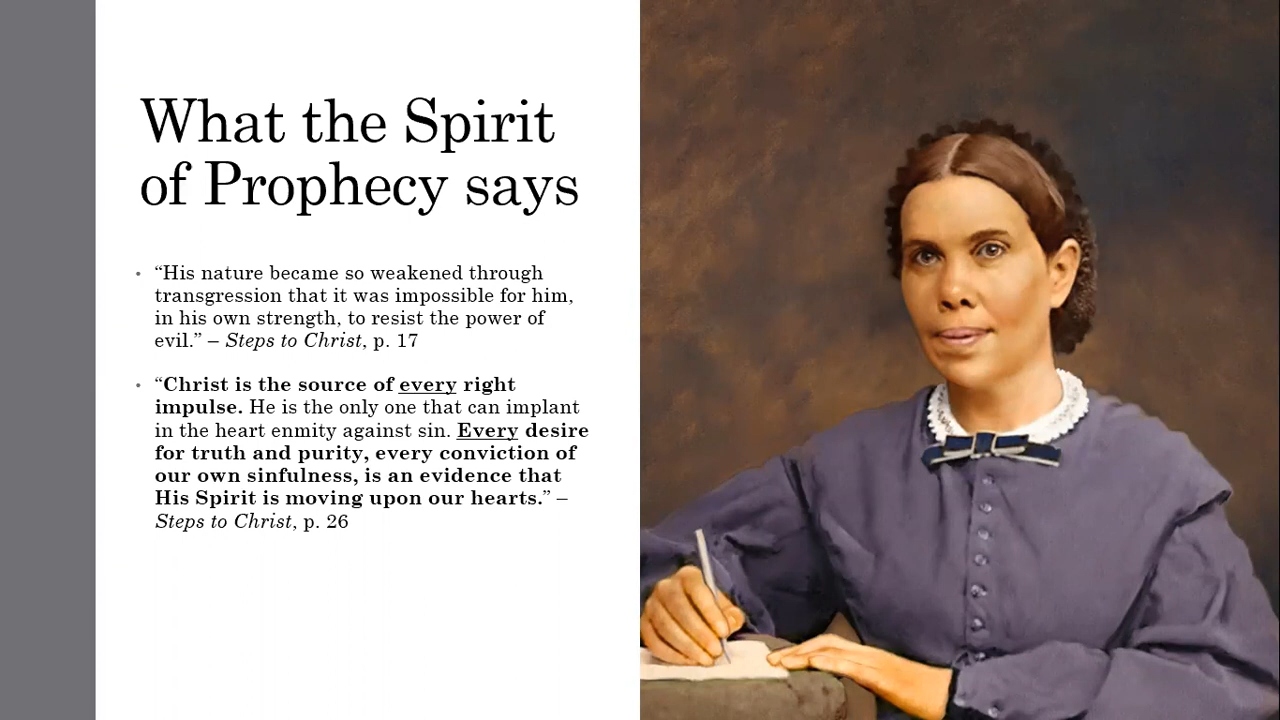 What the Spirit
of Prophecy says
• “His nature became so weakened through
transgression that it was impossible for him,
in his own strength, to resist the power of
evil.” – Steps to Christ, p. 17
• “Christ is the source of every right
impulse. He is the only one that can implant
in the heart enmity against sin. Every desire
for truth and purity, every conviction of
our own sinfulness, is an evidence that
His Spirit is moving upon our hearts.” –
Steps to Christ, p. 26